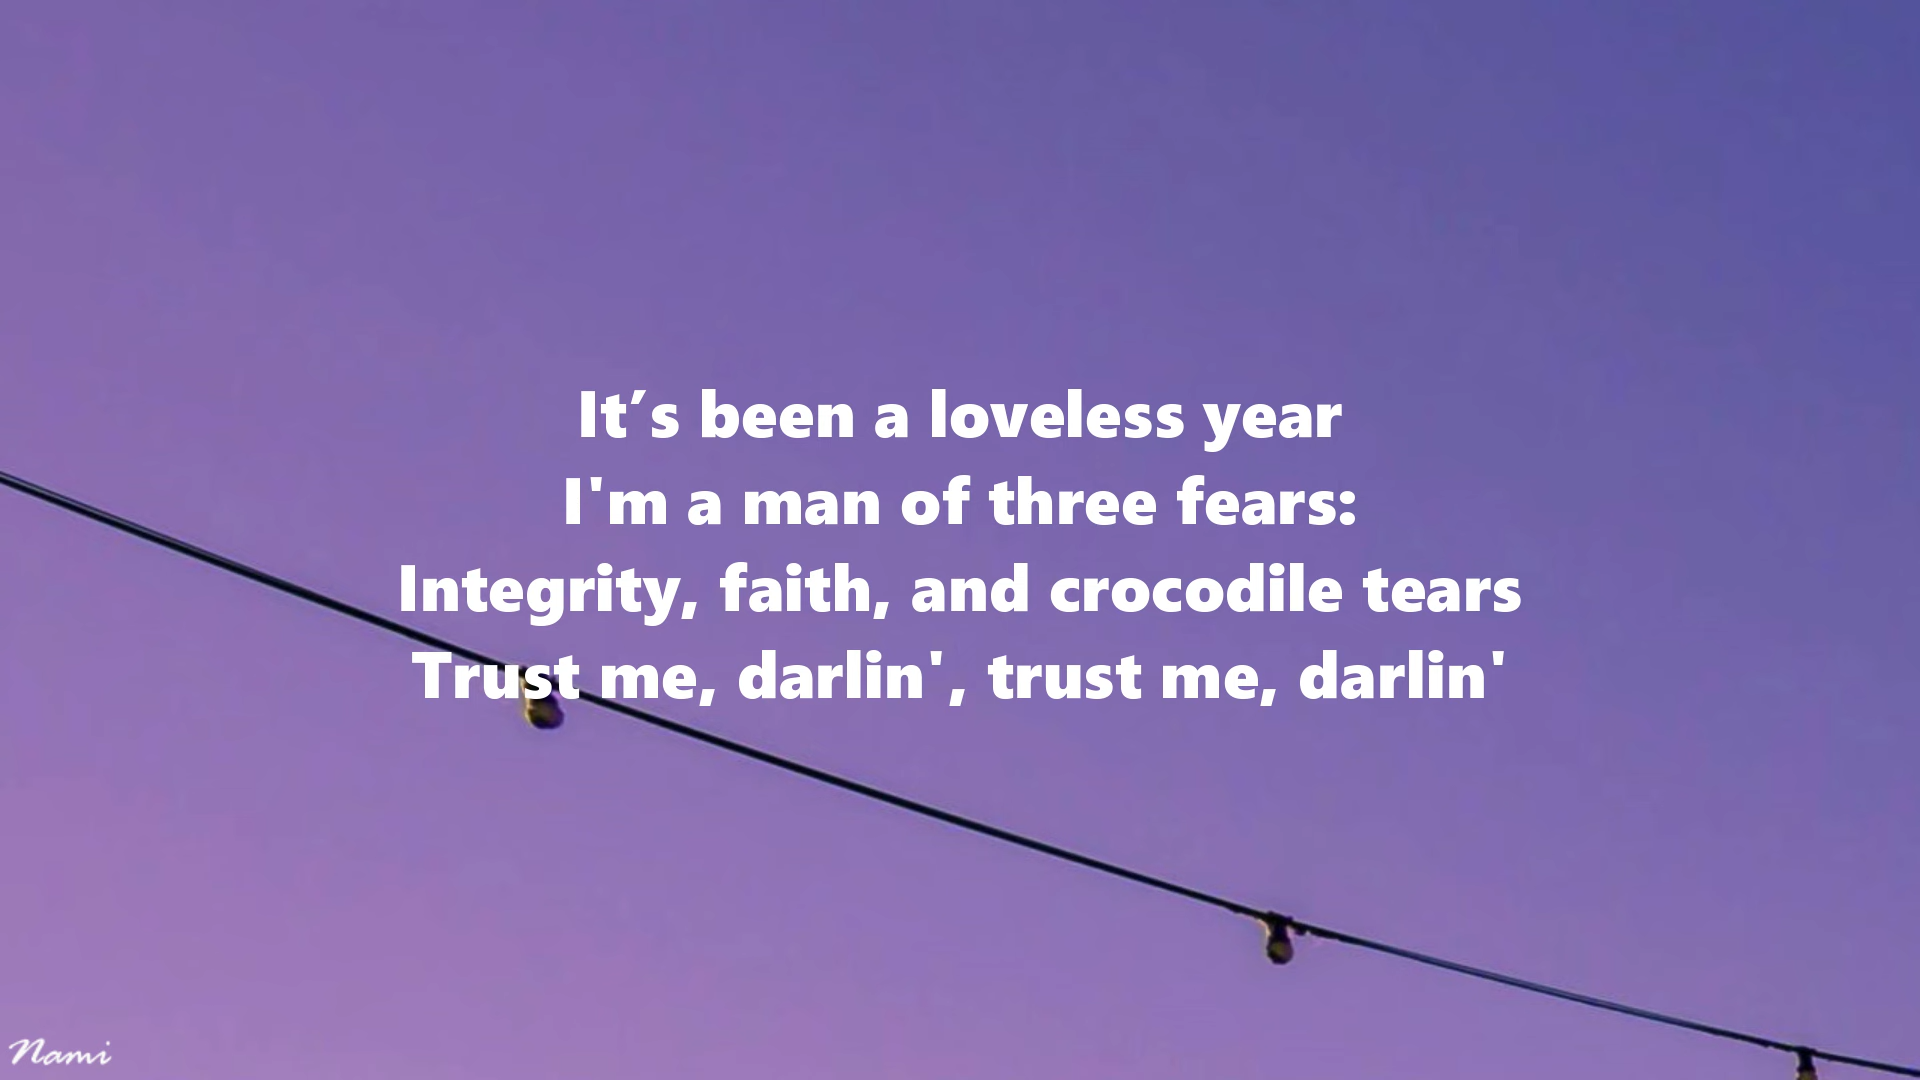 It′s been a loveless year
I'm a man of three fears:
Integrity, faith, and crocodile tears
Trust me, darlin', trust me, darlin'
Nami